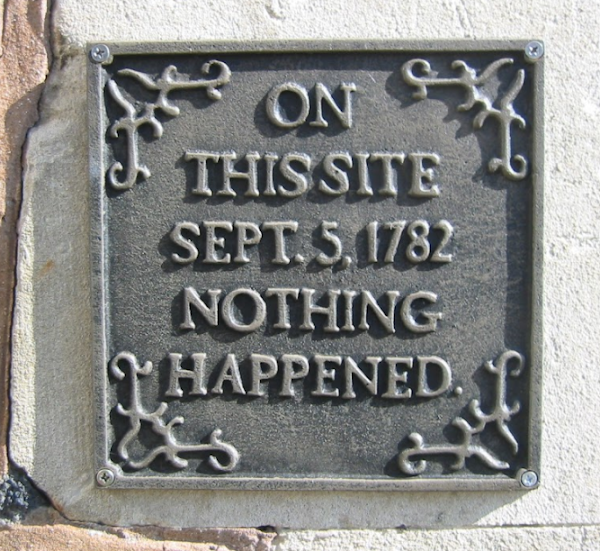 ON
THIS SITE
SEPT. 5, 1782
NOTHING
HAPPENED.